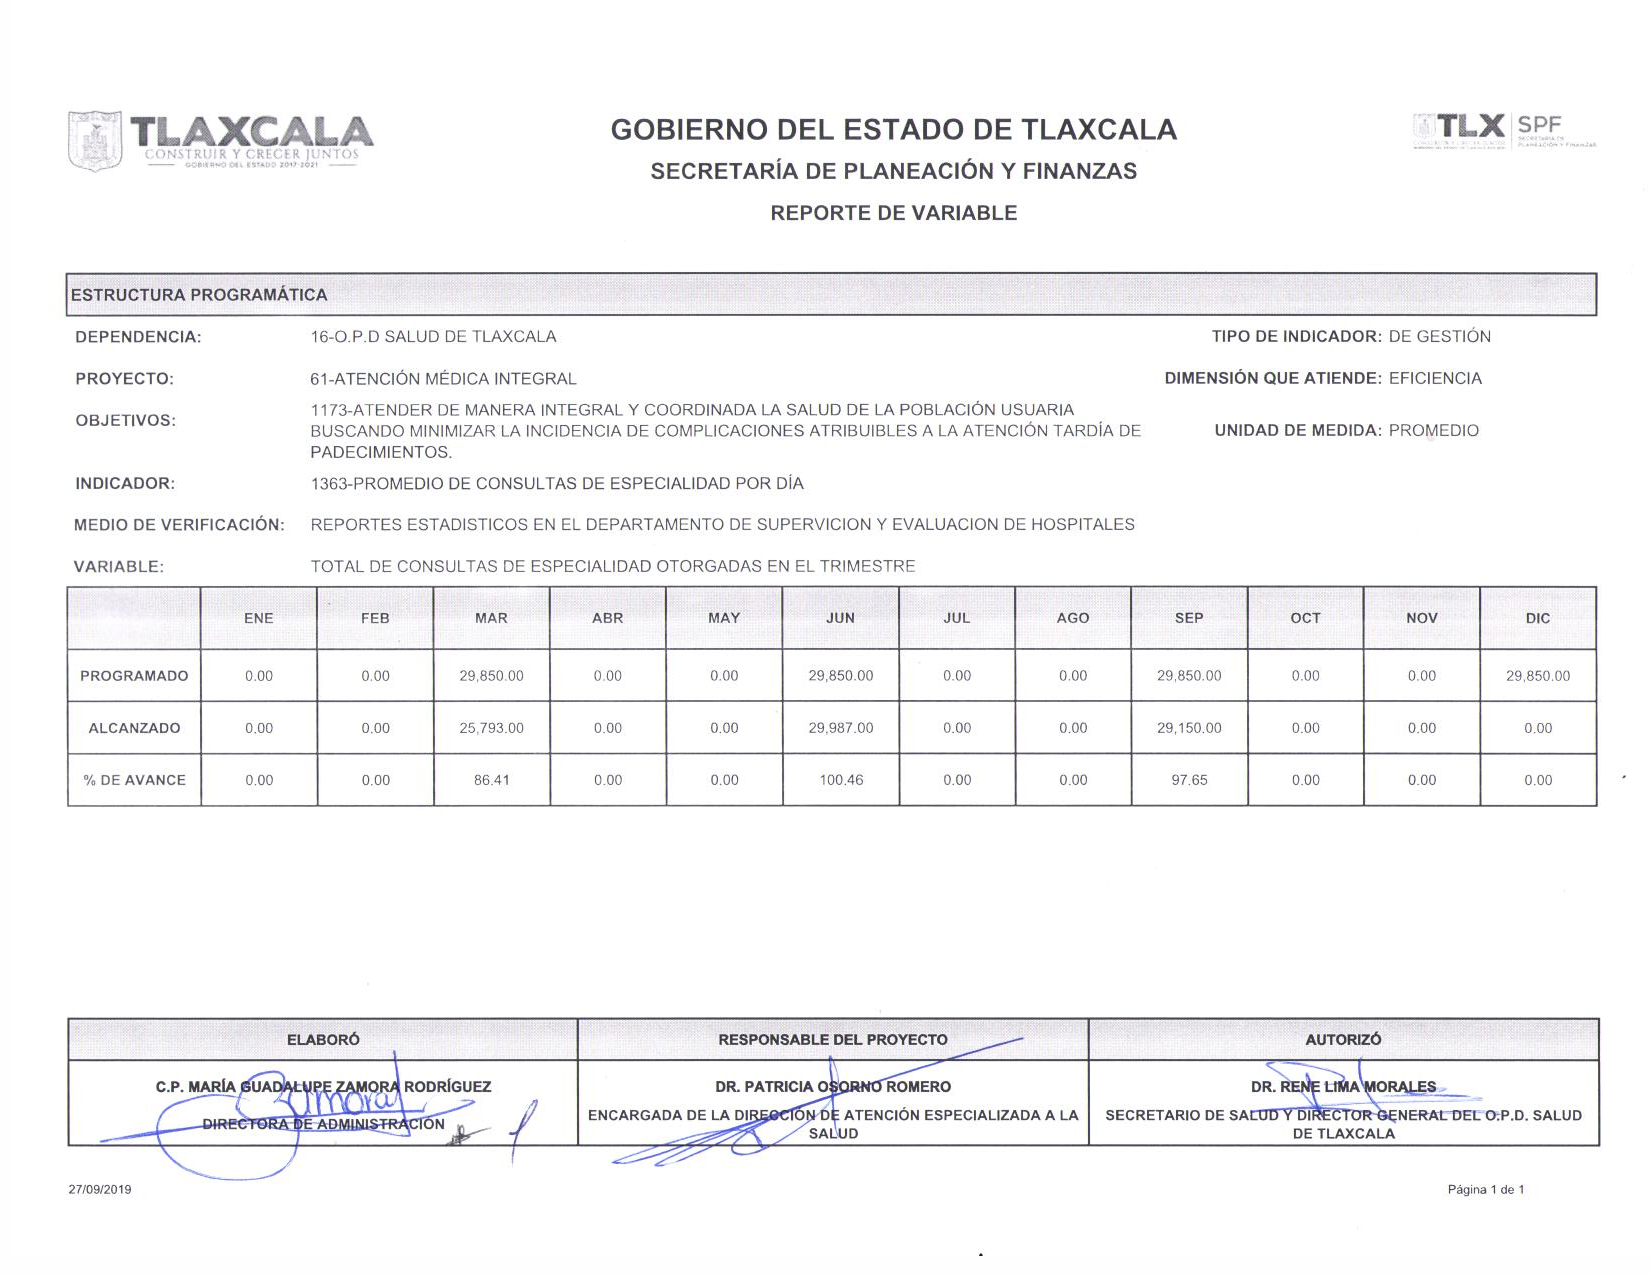 TLAXCALA
CONSTRUIR Y CRECER JUNTOS
GOBIERNO DEL ESTADO 2017-2021
GOBIERNO DEL ESTADO DE TLAXCALA
SECRETARÍA DE PLANEACIÓN Y FINANZAS
REPORTE DE VARIABLE
TLX SPF
SECRETARÍA DE
PLANEACIÓN Y FINANZAS
ESTRUCTURA PROGRAMÁTICA
DEPENDENCIA: 16-O.P.D SALUD DE TLAXCALA TIPO DE INDICADOR: DE GESTIÓN
PROYECTO: 61-ATENCIÓN MÉDICA INTEGRAL DIMENSIÓN QUE ATIENDE: EFICIENCIA
OBJETIVOS: 1173-ATENDER DE MANERA INTEGRAL Y COORDINADA LA SALUD DE LA POBLACIÓN USUARIA
BUSCANDO MINIMIZAR LA INCIDENCIA DE COMPLICACIONES ATRIBUIBLES A LA ATENCIÓN TARDÍA DE UNIDAD DE MEDIDA: PROMEDIO
PADECIMIENTOS.
INDICADOR: 1363-PROMEDIO DE CONSULTAS DE ESPECIALIDAD POR DÍA
MEDIO DE VERIFICACIÓN: REPORTES ESTADISTICOS EN EL DEPARTAMENTO DE SUPERVICION Y EVALUACION DE HOSPITALES
VARIABLE: TOTAL DE CONSULTAS DE ESPECIALIDAD OTORGADAS EN EL TRIMESTRE
ENE FEB MAR ABR MAY JUN JUL AGO SEP OCT NOV DIC
PROGRAMADO 0.00 0.00 29,850.00 0.00 0.00 29,850.00 0.00 0.00 29,850.00 0.00 0.00 29,850.00
ALCANZADO 0.00 0.00 25,793.00 0.00 0.00 29,987.00 0.00 0.00 29,150.00 0.00 0.00 0.00
% DE AVANCE 0.00 0.00 86.41 0.00 0.00 100.46 0.00 0.00 97.65 0.00 0.00 0.00
ELABORÓ RESPONSABLE DEL PROYECTO AUTORIZÓ
C.P. MARÍA GUADALUPE ZAMORA RODRÍGUEZ DR. PATRICIA OSORNO ROMERO DR. RENE LIMA MORALES
DIRECTORA DE ADMINISTRACIÓN ENCARGADA DE LA DIRECCIÓN DE ATENCIÓN ESPECIALIZADA A LA SECRETARIO DE SALUD Y DIRECTOR GENERAL DEL O.P.D. SALUD
SALUD DE TLAXCALA
27/09/2019 Página 1 de 1